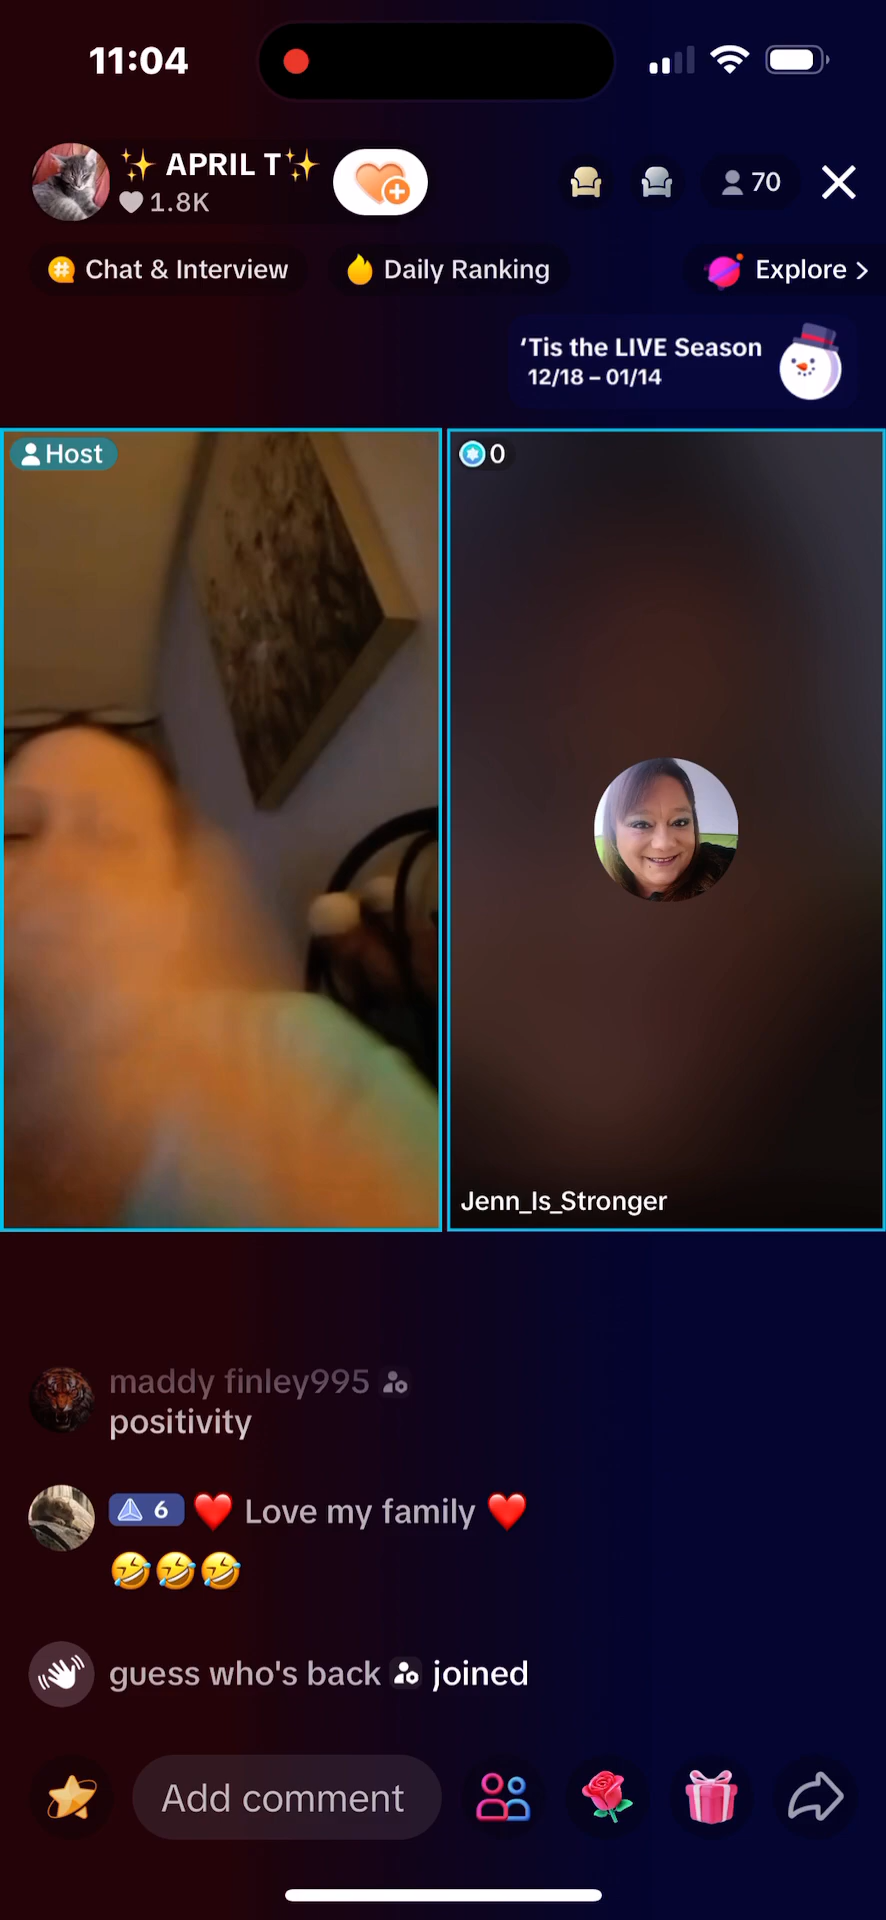 11:04
✨ APRIL T✨
1.8K
70
Chat & Interview
Daily Ranking
Explore >
‘Tis the LIVE Season
12/18 – 01/14
Host
0
Jenn_Is_Stronger
maddy finley995
positivity
6 ❤️ Love my family ❤️
🤣🤣🤣
guess who's back joined
Add comment